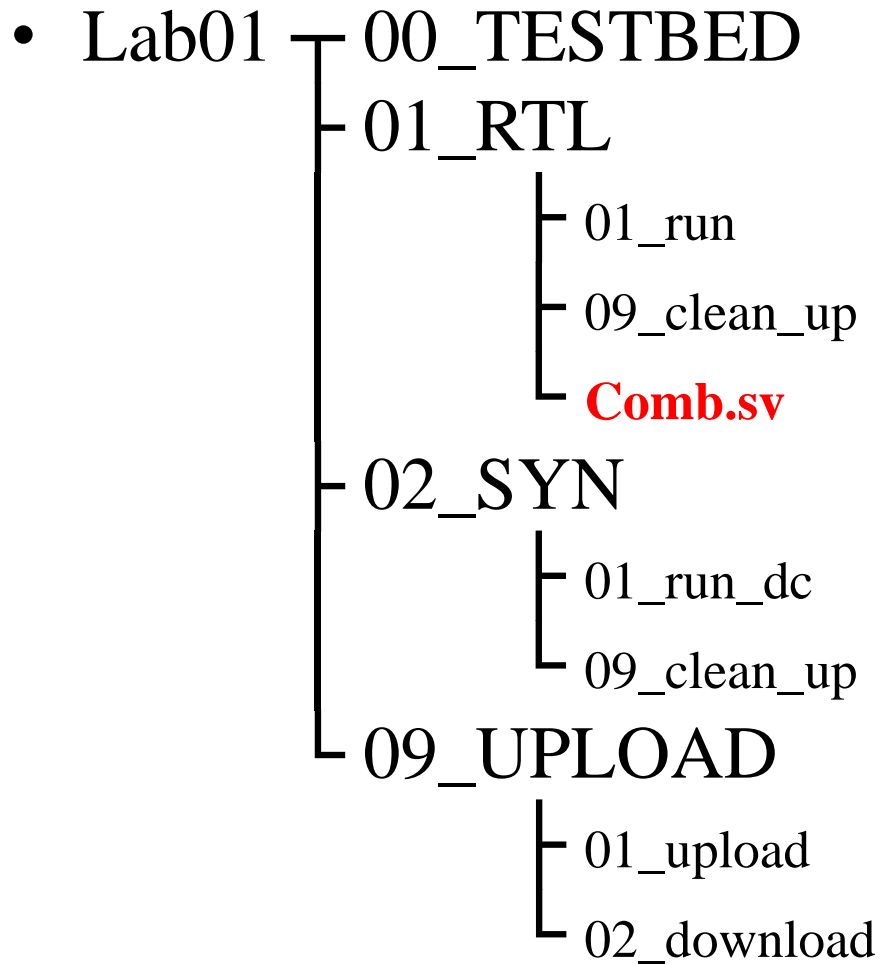 • Lab01 00_TESTBED
01_RTL
01_run
09_clean_up
Comb.sv
02_SYN
01_run_dc
09_clean_up
09_UPLOAD
01_upload
02_download